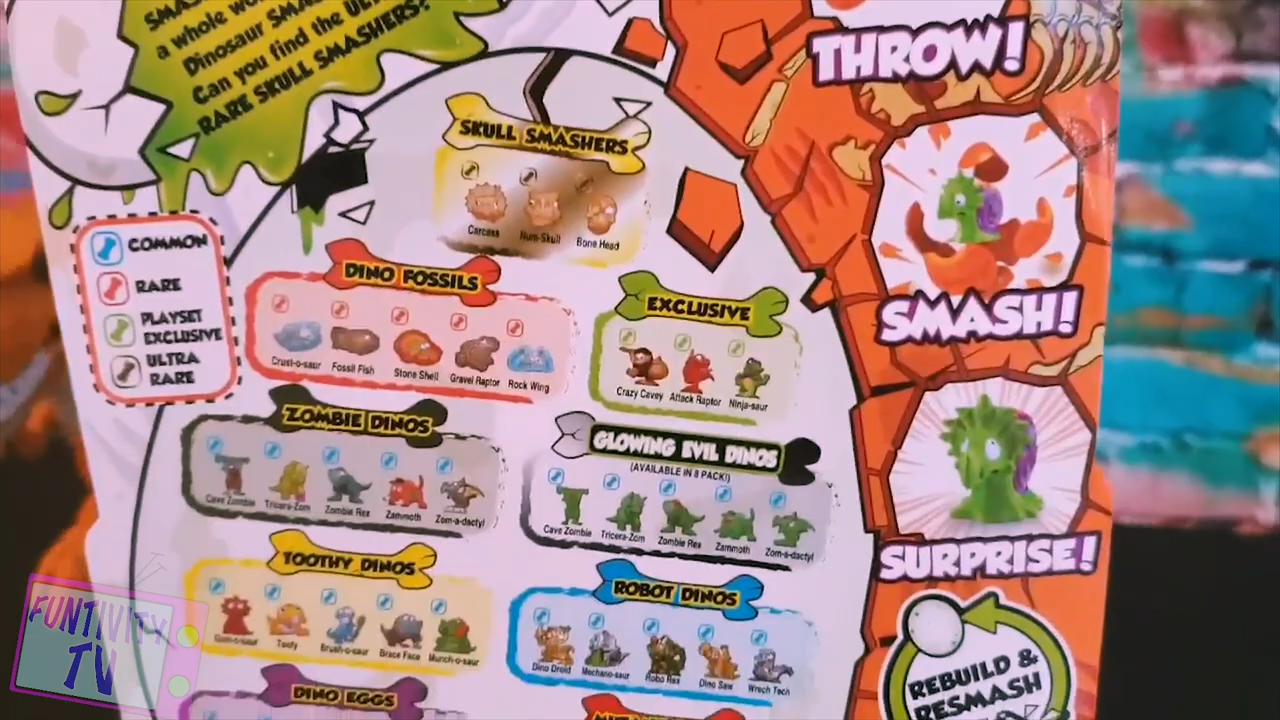 SMA
a whole wo
Dinosaur SMA
Can you find the UL
RARE SKULL SMASHERS?
THROW!
SMASH!
SURPRISE!
REBUILD &
RESMASH
COMMON
RARE
PLAYSET
EXCLUSIVE
ULTRA
RARE
SKULL SMASHERS
Carcass Num-Skull Bone Head
DINO FOSSILS
Crust-o-saur Fossil Fish Stone Shell Gravel Raptor Rock Wing
EXCLUSIVE
Crazy Cavey Attack Raptor Ninja-saur
ZOMBIE DINOS
Cave Zombie Tricera-Zom Zombie Rex Zammoth Zom-a-dactyl
GLOWING EVIL DINOS
(AVAILABLE IN 8 PACK!)
Cave Zombie Tricera-Zom Zombie Rex Zammoth Zom-a-dactyl
TOOTHY DINOS
Gum-o-saur Toofy Brush-o-saur Brace Face Munch-o-saur
ROBOT DINOS
Dino Droid Mechano-saur Robo Rex Dino Saw Wrech Tech
DINO EGGS
FUNTIVITY
TV